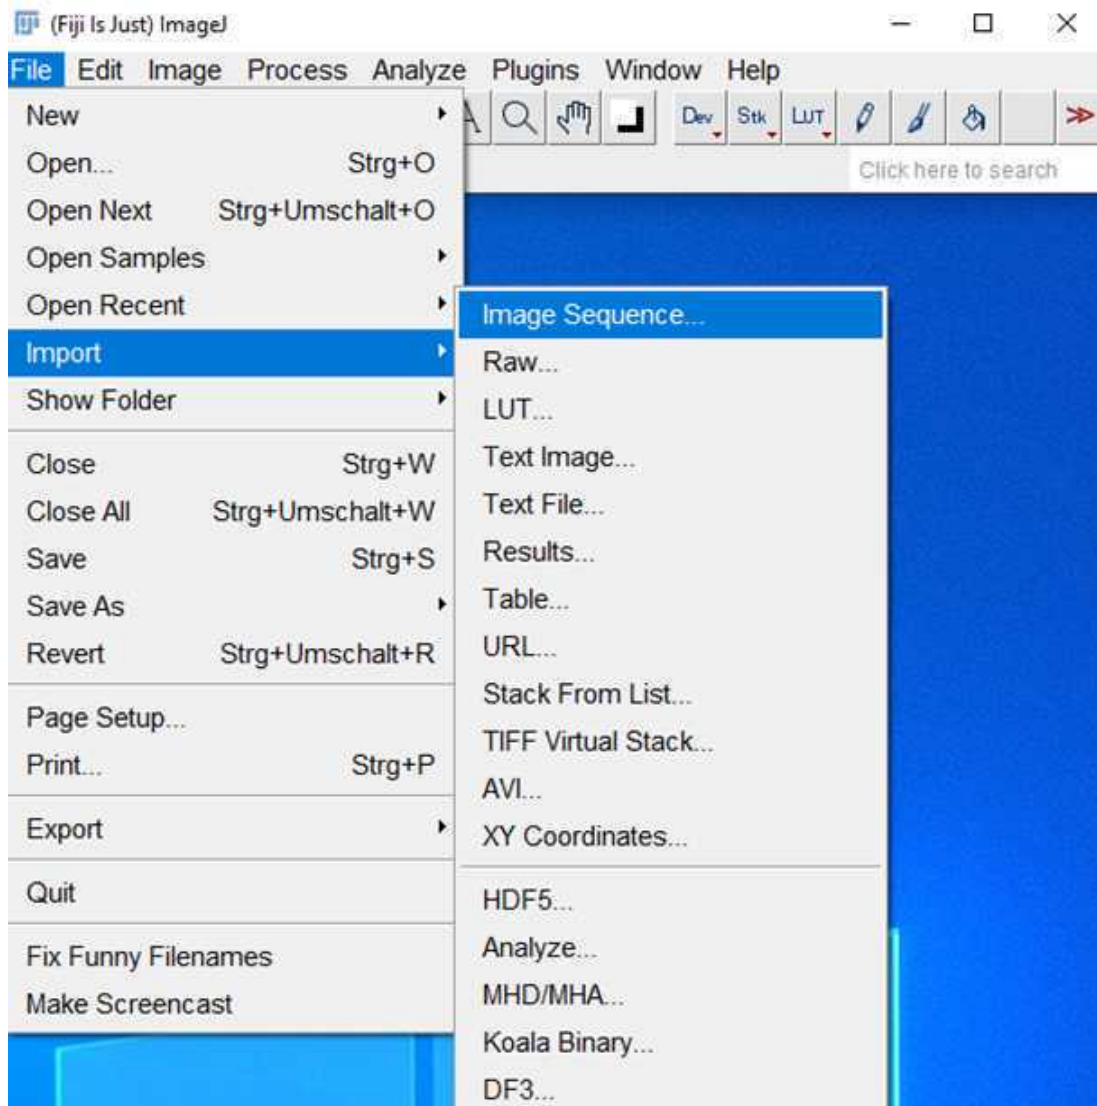 (Fiji Is Just) ImageJ
File Edit Image Process Analyze Plugins Window Help
Dev Stk LUT
Click here to search
New
Open... Strg+O
Open Next Strg+Umschalt+O
Open Samples
Open Recent
Import
Show Folder
Close Strg+W
Close All Strg+Umschalt+W
Save Strg+S
Save As
Revert Strg+Umschalt+R
Page Setup...
Print... Strg+P
Export
Quit
Fix Funny Filenames
Make Screencast
Image Sequence...
Raw...
LUT...
Text Image...
Text File...
Results...
Table...
URL...
Stack From List...
TIFF Virtual Stack...
AVI...
XY Coordinates...
HDF5...
Analyze...
MHD/MHA...
Koala Binary...
DF3...